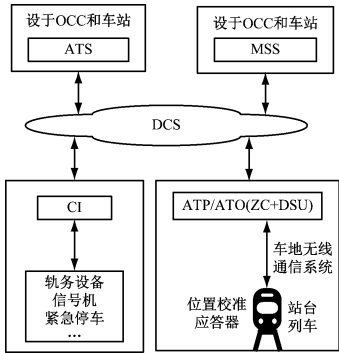 设于OCC和车站
ATS
设于OCC和车站
MSS
DCS
CI
轨务设备
信号机
紧急停车
...
ATP/ATO(ZC+DSU)
车地无线
通信系统
位置校准
应答器
站台
列车